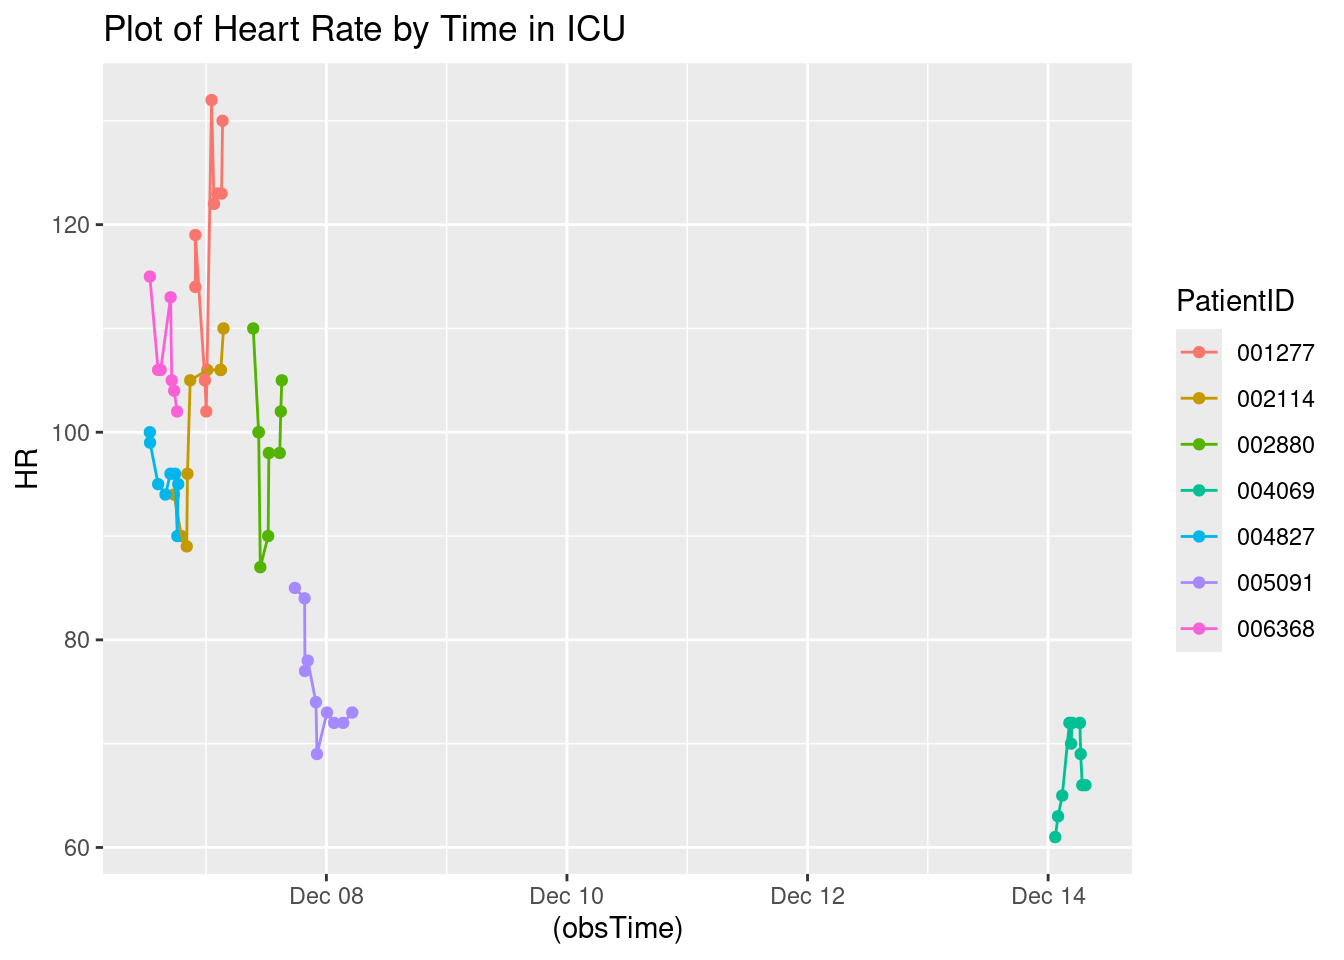 Plot of Heart Rate by Time in ICU
HR
120
100
80
60
Dec 08 Dec 10 Dec 12 Dec 14
(obsTime)
PatientID
001277
002114
002880
004069
004827
005091
006368